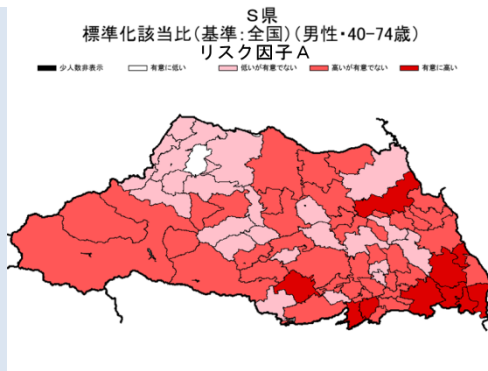 S県
標準化該当比(基準:全国)(男性・40-74歳)
リスク因子A
少人数非表示 有意に低い 低いが有意でない 高いが有意でない 有意に高い